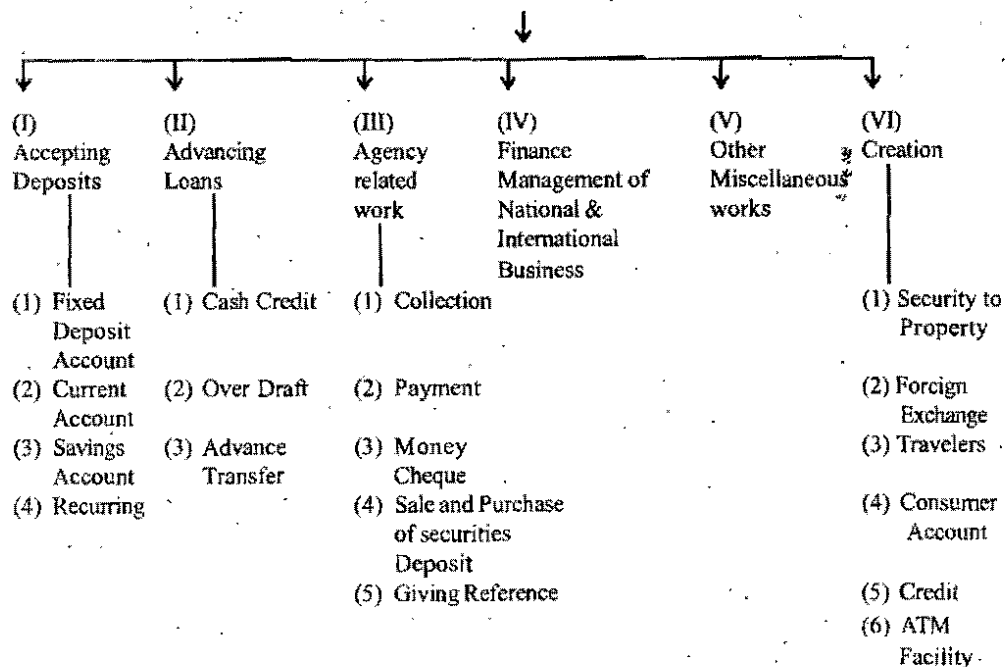 (I)
Accepting
Deposits
(1) Fixed
Deposit
Account
(2) Current
Account
(3) Savings
Account
(4) Recurring
(II)
Advancing
Loans
(1) Cash Credit
(2) Over Draft
(3) Advance
Transfer
(III)
Agency
related
work
(1) Collection
(2) Payment
(3) Money
Cheque
(4) Sale and Purchase
of securities
Deposit
(5) Giving Reference
(IV)
Finance
Management of
National &
International
Business
(V)
Other
Miscellaneous
works
(VI)
Creation
(1) Security to
Property
(2) Foreign
Exchange
(3) Travelers
(4) Consumer
Account
(5) Credit
(6) ATM
Facility